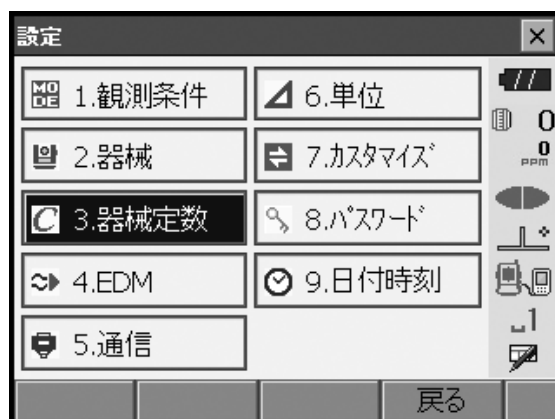 設定
MODE 1.観測条件
2.器械
C 3.器械定数
4.EDM
5.通信
6.単位
7.カスタマイズ
8.パスワード
9.日付時刻
0
0
PPM
1
戻る